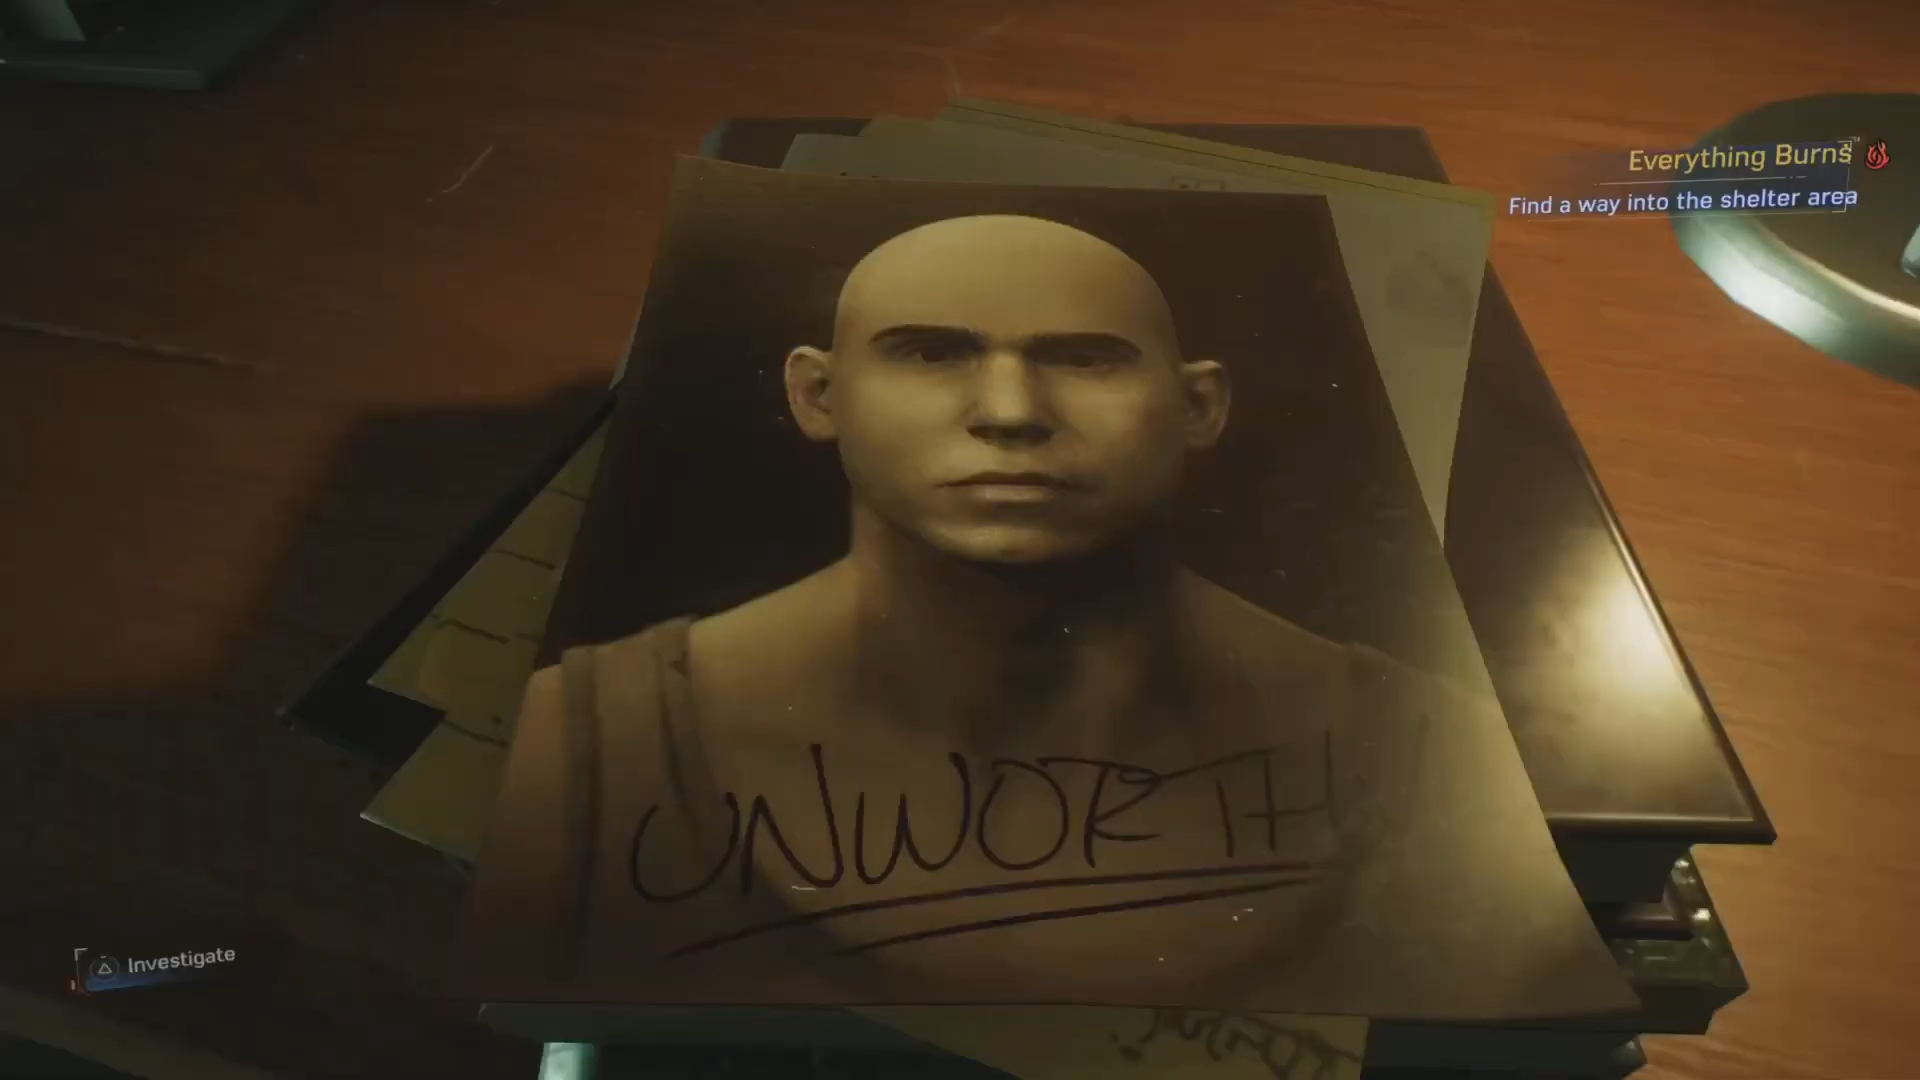 Everything Burns
Find a way into the shelter area
UNWORTH
Investigate